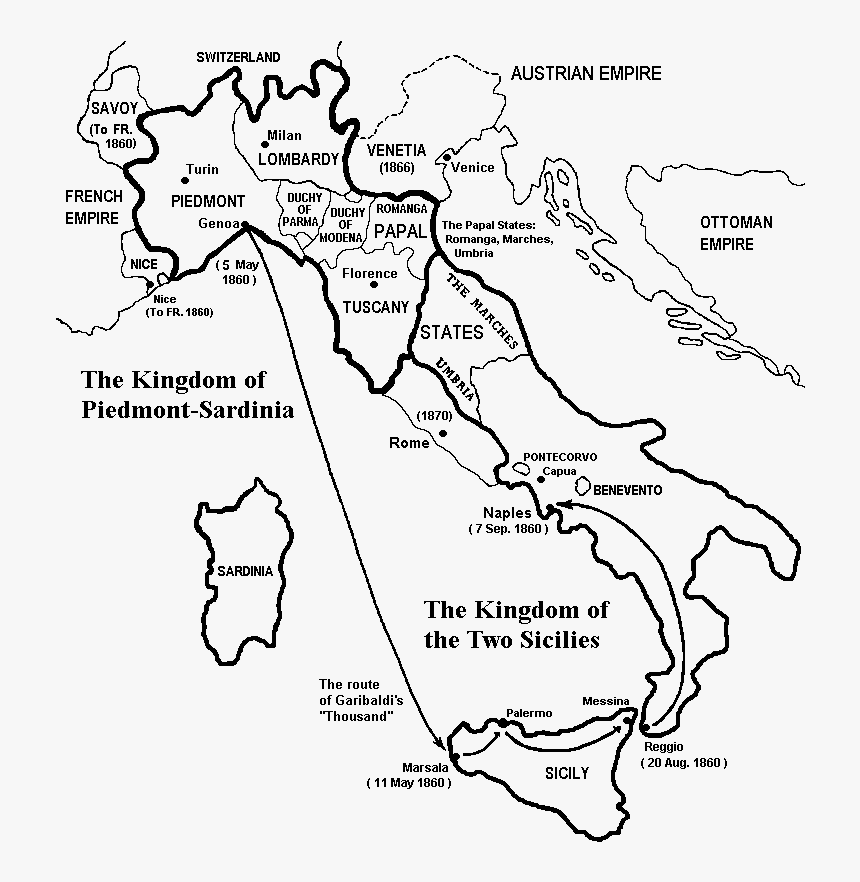 SWITZERLAND
AUSTRIAN EMPIRE
SAVOY
(To FR.
1860)
Milan
LOMBARDY
VENETIA
(1866)
Venice
Turin
FRENCH
EMPIRE
PIEDMONT
Genoa
DUCHY
OF
PARMA
DUCHY
OF
MODENA
ROMANGA
PAPAL
The Papal States:
Romanga, Marches,
Umbria
OTTOMAN
EMPIRE
NICE
Nice
(To FR. 1860)
( 5 May
1860 )
Florence
TUSCANY
THE MARCHES
STATES
UMBRIA
The Kingdom of
Piedmont-Sardinia
(1870)
Rome
PONTECORVO
Capua
BENEVENTO
Naples
( 7 Sep. 1860 )
SARDINIA
The Kingdom of
the Two Sicilies
The route
of Garibaldi's
"Thousand"
Messina
Palermo
Reggio
( 20 Aug. 1860 )
Marsala
( 11 May 1860 )
SICILY